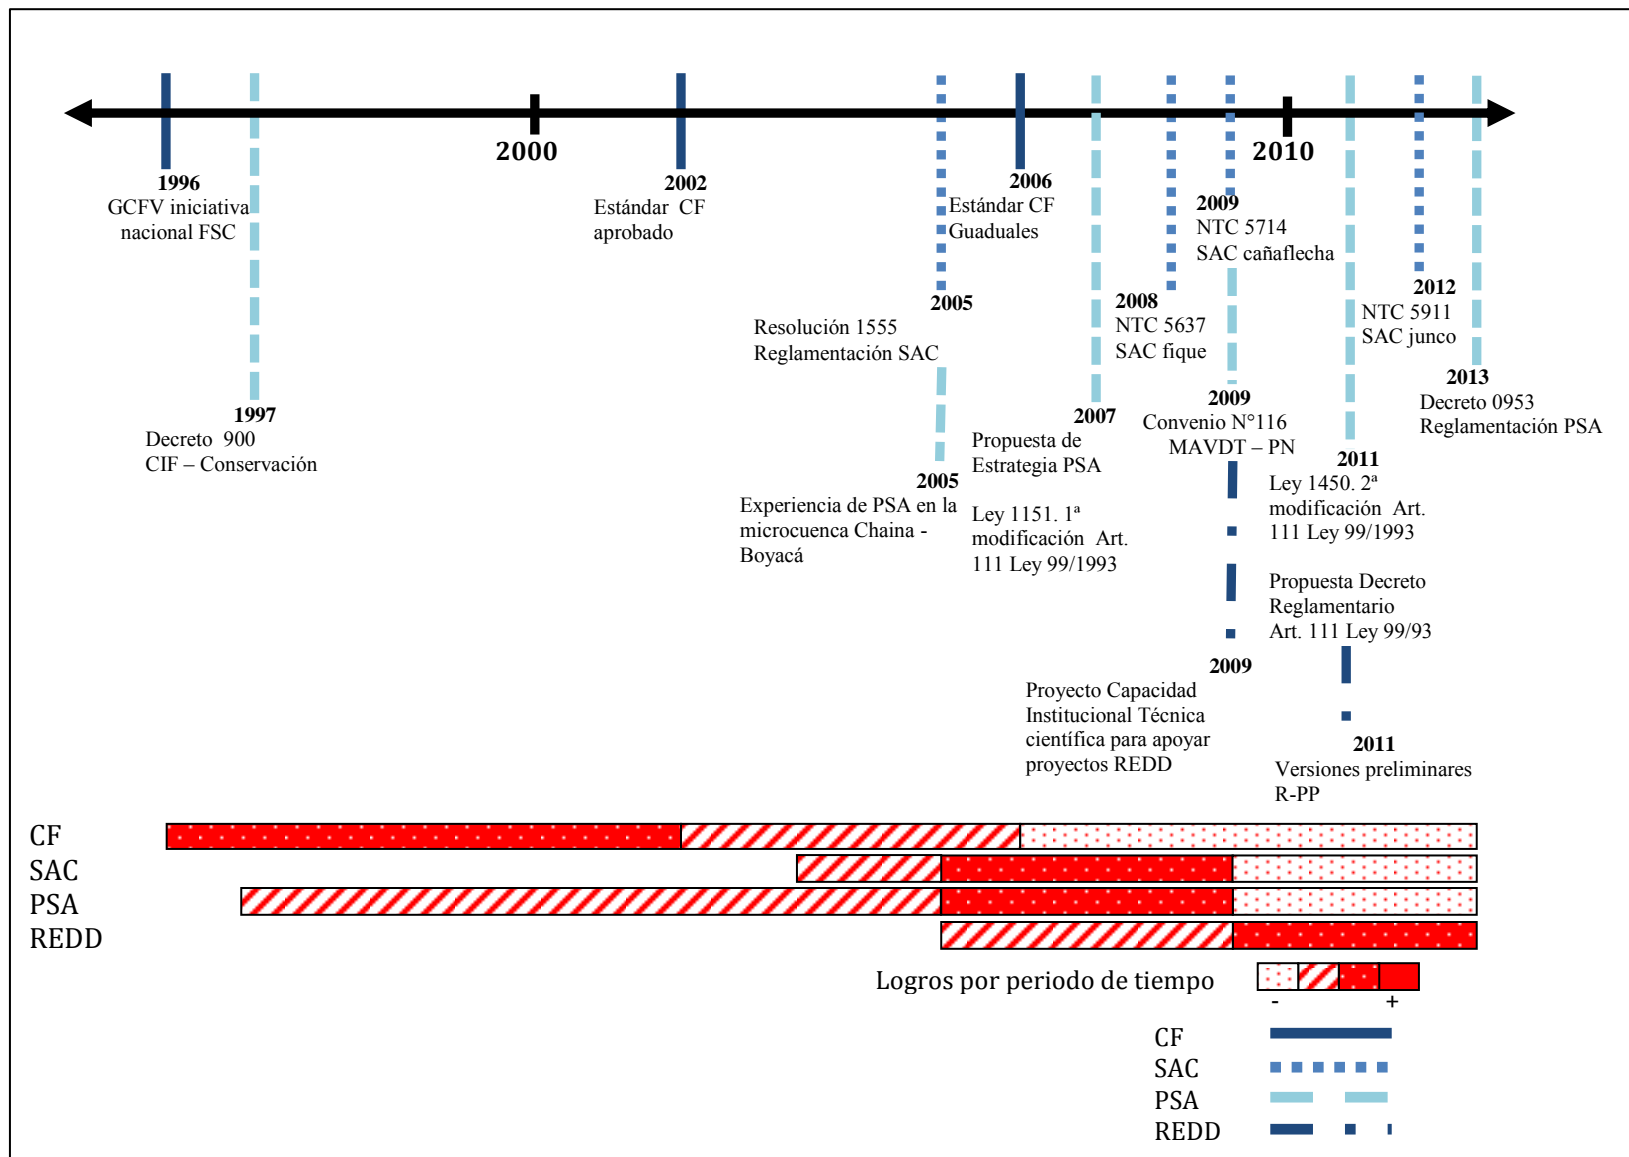 2000
2010
1996
GCFV iniciativa
nacional FSC
1997
Decreto 900
CIF – Conservación
2002
Estándar CF
aprobado
2005
Resolución 1555
Reglamentación SAC
2005
Experiencia de PSA en la
microcuenca Chaina -
Boyacá
2006
Estándar CF
Guaduales
2007
Propuesta de
Estrategia PSA
Ley 1151. 1ª
modificación Art.
111 Ley 99/1993
2008
NTC 5637
SAC fique
2009
NTC 5714
SAC cañaflecha
2009
Convenio N°116
MAVDT – PN
2009
Proyecto Capacidad
Institucional Técnica
científica para apoyar
proyectos REDD
2011
Ley 1450. 2ª
modificación Art.
111 Ley 99/1993
Propuesta Decreto
Reglamentario
Art. 111 Ley 99/93
2011
Versiones preliminares
R-PP
2012
NTC 5911
SAC junco
2013
Decreto 0953
Reglamentación PSA
CF
SAC
PSA
REDD
Logros por periodo de tiempo
- +
CF
SAC
PSA
REDD